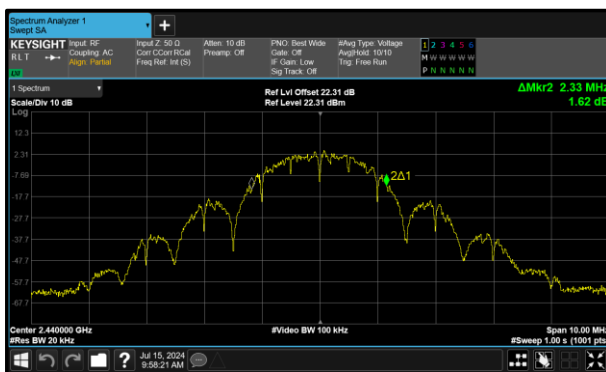 Spectrum Analyzer 1
Swept SA
+
KEYSIGHT Input: RF
RLT
Coupling: AC
Align: Partial
Input Z: 50 Ω
Corr CCorr RCal
Freq Ref: Int (S)
Atten: 10 dB
Preamp: Off
PNO: Best Wide
Gate: Off
IF Gain: Low
Sig Track: Off
#Avg Type: Voltage
Avg|Hold: 10/10
Trig: Free Run
1 2 3 4 5 6
M W W W W W
P N N N N N
1 Spectrum
Scale/Div 10 dB
Ref Lvl Offset 22.31 dB
Ref Level 22.31 dBm
ΔMkr2 2.33 MHz
1.62 dB
Log
12.3
2.31
-7.69
-17.7
-27.7
-37.7
-47.7
-57.7
-67.7
2Δ1
Center 2.440000 GHz
#Res BW 20 kHz
#Video BW 100 kHz
Span 10.00 MHz
#Sweep 1.00 s (1001 pts)
?
Jul 15, 2024
9:58:21 AM